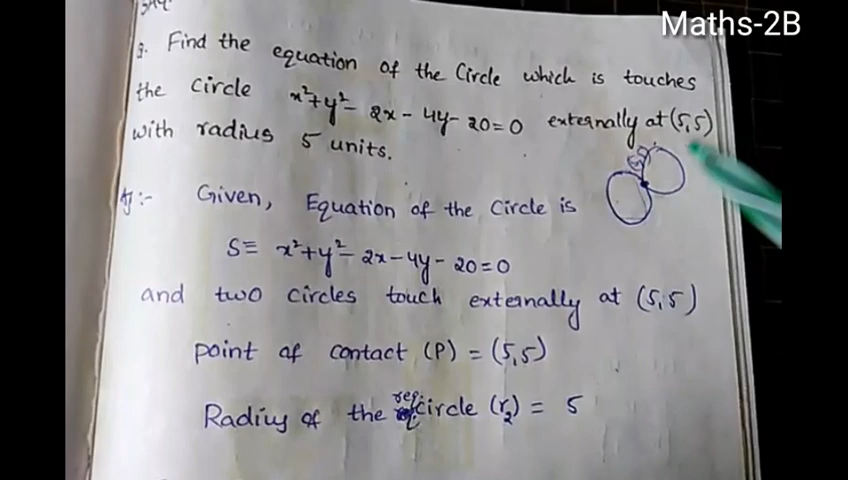 Maths-2B
Q. Find the equation of the Circle which is touches
the circle x²+y²-2x-4y-20=0 externally at (5,5)
with radius 5 units.
A:- Given, Equation of the Circle is
S≡ x²+y²-2x-4y-20=0
and two circles touch externally at (5,5)
point of contact (P) = (5,5)
Radius of the req circle (r₂) = 5